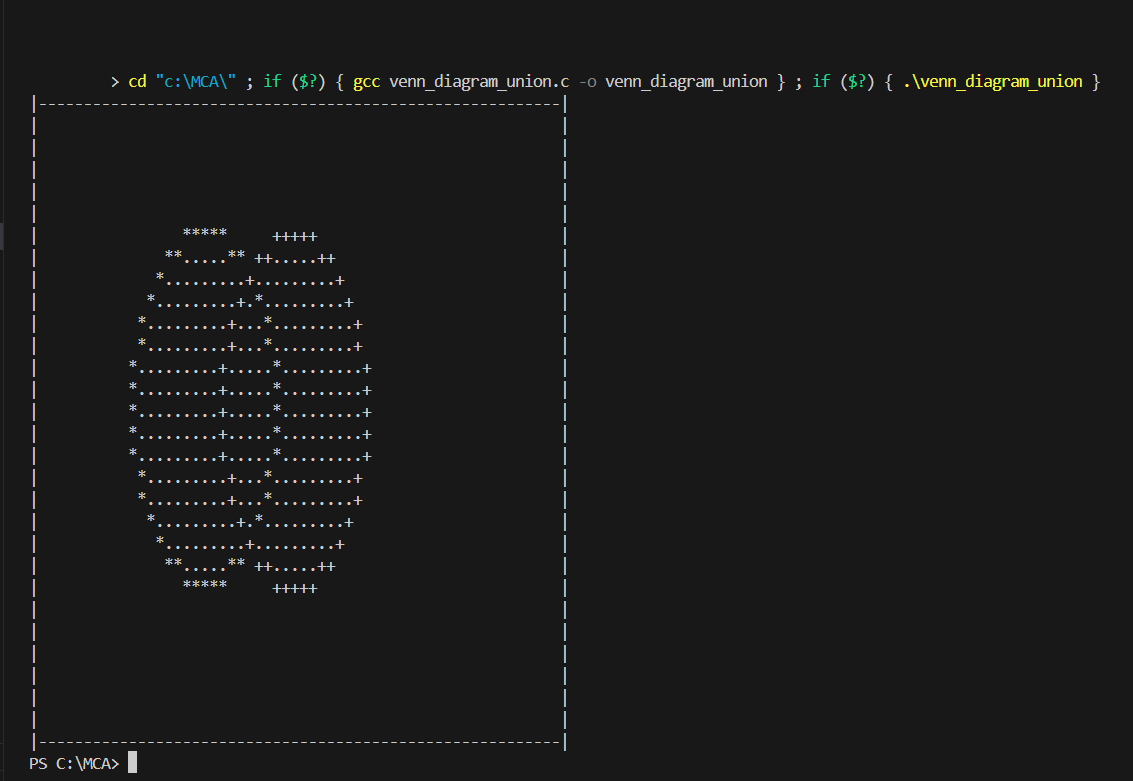 > cd "c:\MCA\" ; if ($?) { gcc venn_diagram_union.c -o venn_diagram_union } ; if ($?) { .\venn_diagram_union }
|----------------------------------------------------------|
|                                                          |
|                                                          |
|                                                          |
|                                                          |
|                                                          |
|                *****     +++++                           |
|              **.....** ++.....++                         |
|             *.........+.........+                        |
|            *.........+.*.........+                       |
|           *.........+...*.........+                      |
|           *.........+...*.........+                      |
|          *.........+.....*.........+                     |
|          *.........+.....*.........+                     |
|          *.........+.....*.........+                     |
|          *.........+.....*.........+                     |
|          *.........+.....*.........+                     |
|           *.........+...*.........+                      |
|           *.........+...*.........+                      |
|            *.........+.*.........+                       |
|             *.........+.........+                        |
|              **.....** ++.....++                         |
|                *****     +++++                           |
|                                                          |
|                                                          |
|                                                          |
|                                                          |
|                                                          |
|                                                          |
|----------------------------------------------------------|
PS C:\MCA>